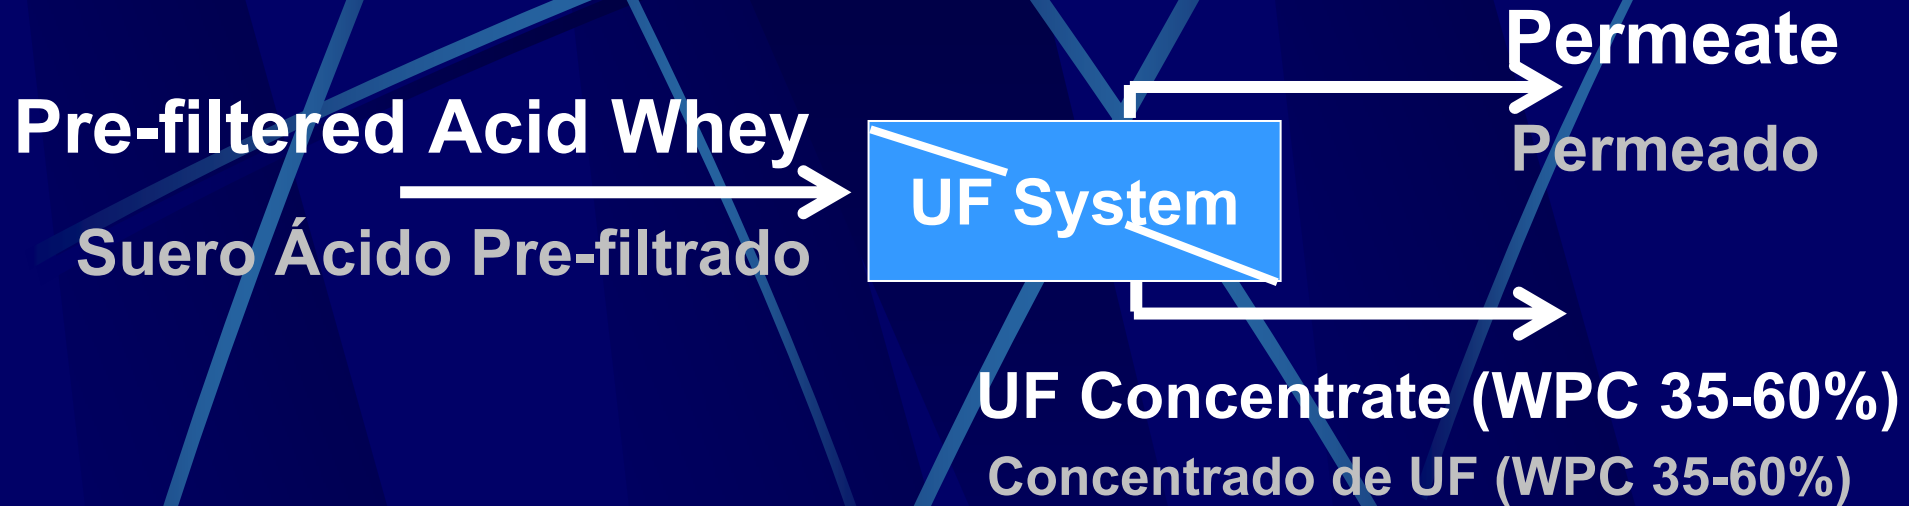 Permeate
Pre-filtered Acid Whey
Permeado
UF System
Suero Ácido Pre-filtrado
UF Concentrate (WPC 35-60%)
Concentrado de UF (WPC 35-60%)